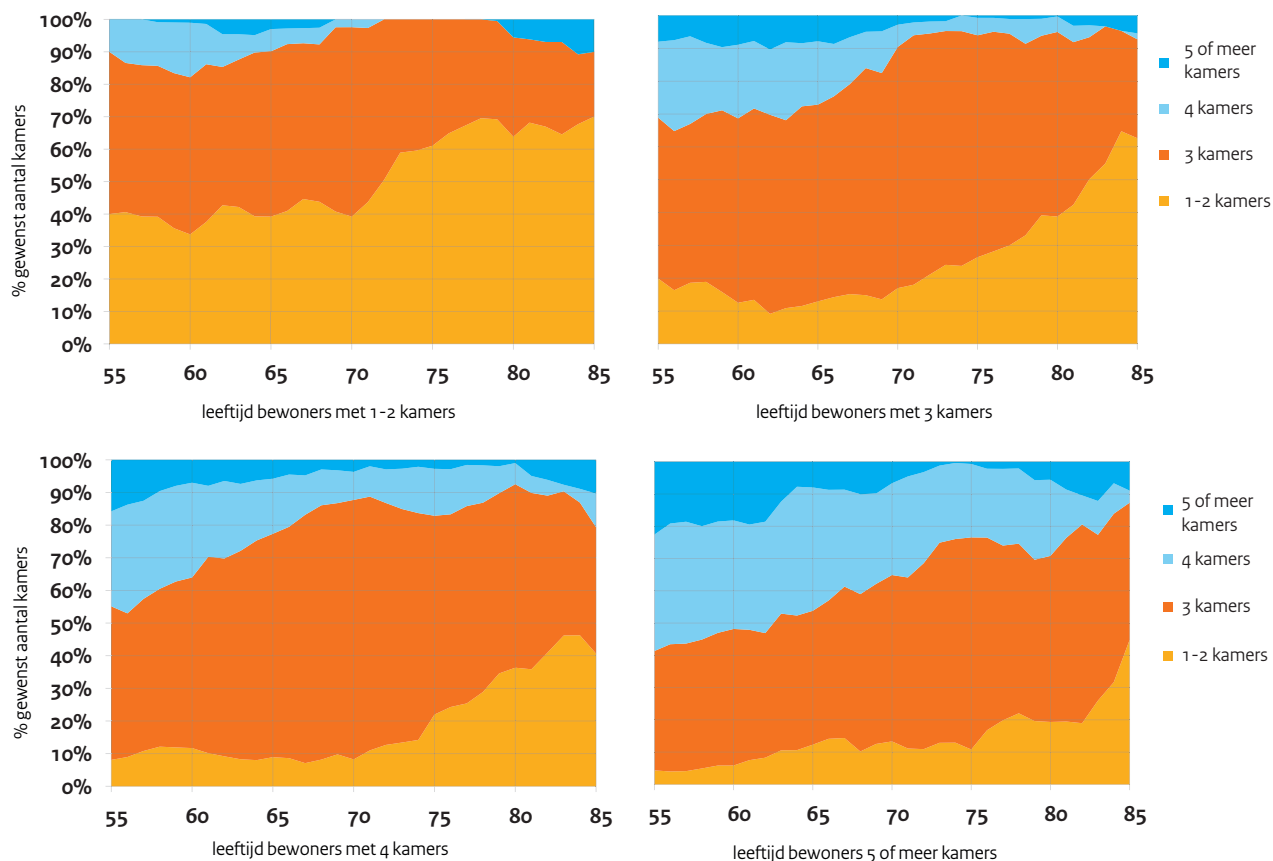 100%
90%
80%
70%
60%
50%
40%
30%
20%
10%
0%
% gewenst aantal kamers
55 60 65 70 75 80 85
leeftijd bewoners met 1-2 kamers
55 60 65 70 75 80 85
leeftijd bewoners met 3 kamers
5 of meer
kamers
4 kamers
3 kamers
1-2 kamers
100%
90%
80%
70%
60%
50%
40%
30%
20%
10%
0%
% gewenst aantal kamers
55 60 65 70 75 80 85
leeftijd bewoners met 4 kamers
55 60 65 70 75 80 85
leeftijd bewoners 5 of meer kamers
5 of meer
kamers
4 kamers
3 kamers
1-2 kamers